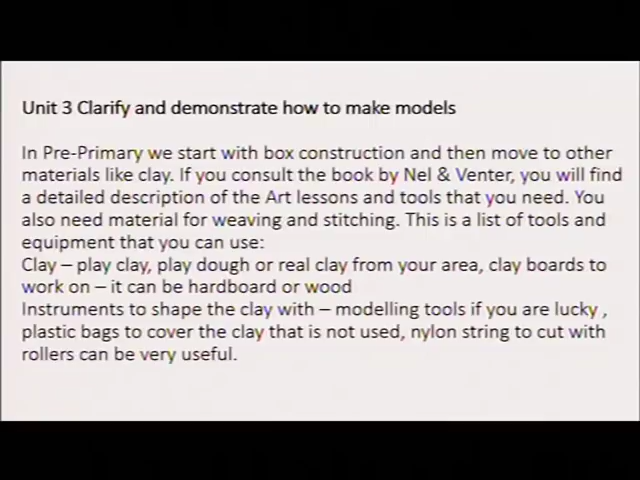 Unit 3 Clarify and demonstrate how to make models
In Pre-Primary we start with box construction and then move to other
materials like clay. If you consult the book by Nel & Venter, you will find
a detailed description of the Art lessons and tools that you need. You
also need material for weaving and stitching. This is a list of tools and
equipment that you can use:
Clay – play clay, play dough or real clay from your area, clay boards to
work on – it can be hardboard or wood
Instruments to shape the clay with – modelling tools if you are lucky ,
plastic bags to cover the clay that is not used, nylon string to cut with
rollers can be very useful.